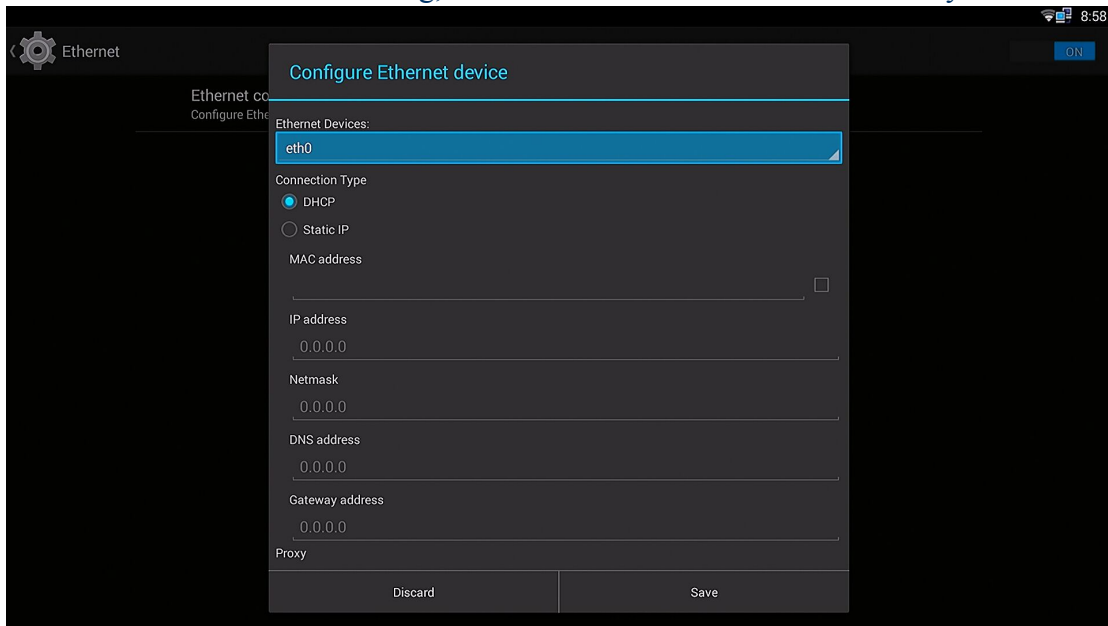 8:58
Ethernet
ON
Configure Ethernet device
Ethernet co
Configure Ethe
Ethernet Devices:
eth0
Connection Type
DHCP
Static IP
MAC address
IP address
0.0.0.0
Netmask
0.0.0.0
DNS address
0.0.0.0
Gateway address
0.0.0.0
Proxy
Discard Save